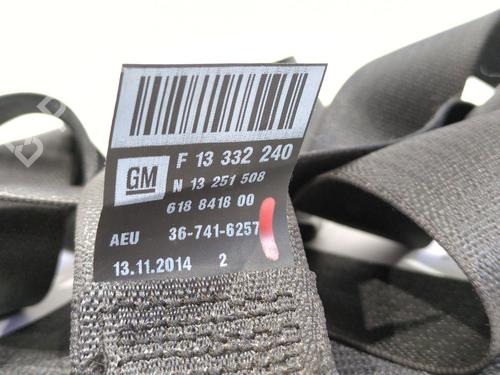 F 13 332 240
GM
N 13 251 508
618 8418 00
AEU 36-741-6257
13.11.2014 2